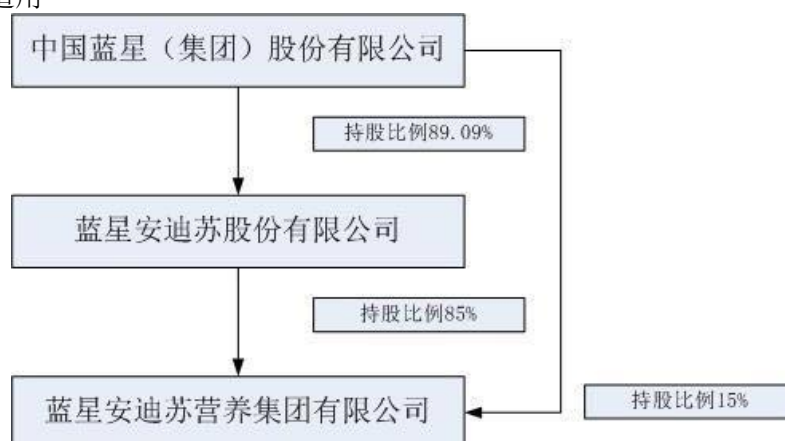 中国蓝星（集团）股份有限公司
持股比例89.09%
蓝星安迪苏股份有限公司
持股比例85%
蓝星安迪苏营养集团有限公司
持股比例15%